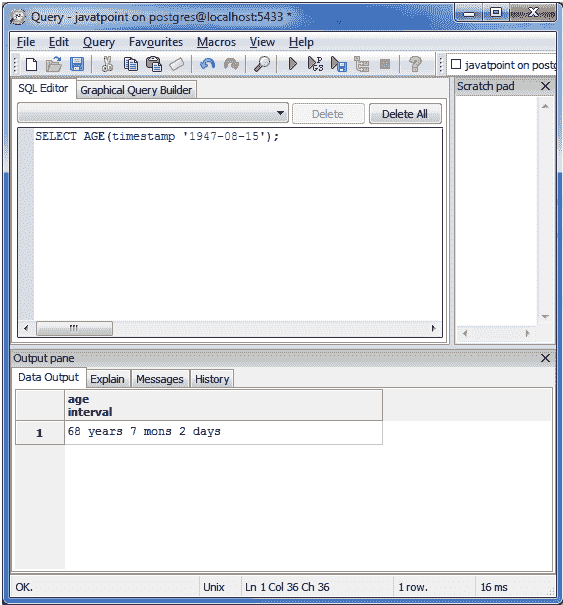 Query - javatpoint on postgres@localhost:5433 *
File Edit Query Favourites Macros View Help
javatpoint on postg
SQL Editor Graphical Query Builder
Scratch pad
Delete Delete All
SELECT AGE(timestamp '1947-08-15');
Output pane
Data Output Explain Messages History
age
interval
1 68 years 7 mons 2 days
OK. Unix Ln 1 Col 36 Ch 36 1 row. 16 ms